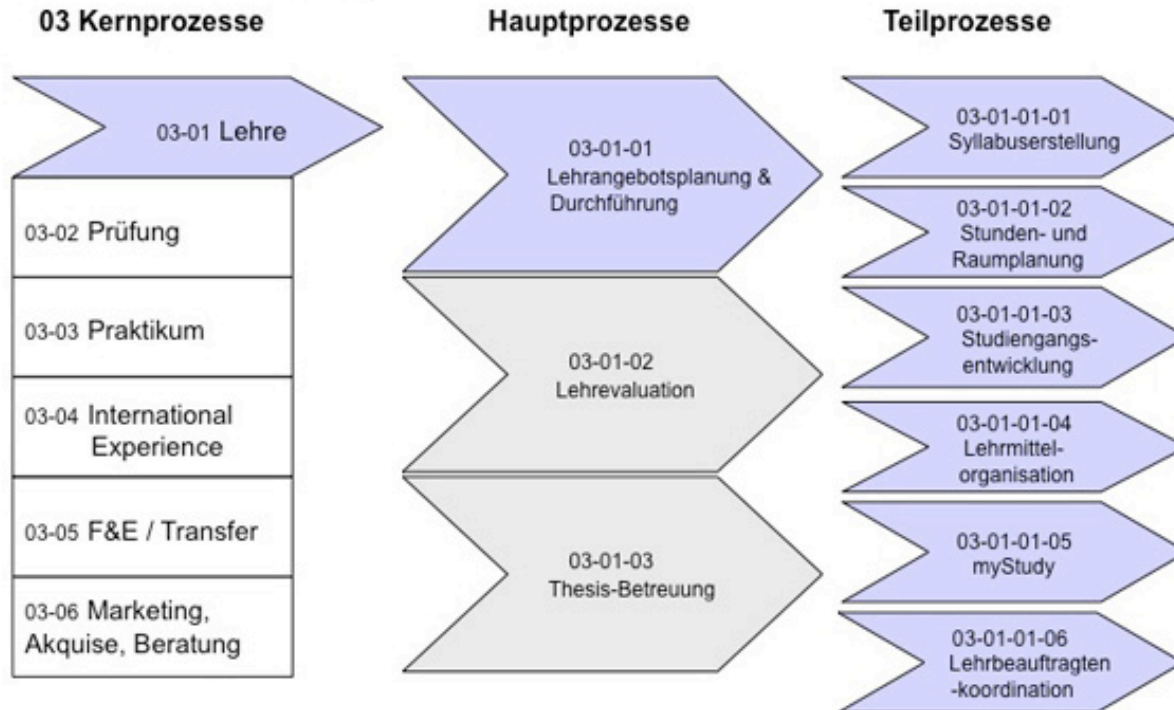 03 Kernprozesse
03-01 Lehre
03-02 Prüfung
03-03 Praktikum
03-04 International
Experience
03-05 F&E / Transfer
03-06 Marketing,
Akquise, Beratung
Hauptprozesse
03-01-01
Lehrangebotsplanung &
Durchführung
03-01-02
Lehrevaluation
03-01-03
Thesis-Betreuung
Teilprozesse
03-01-01-01
Syllabuserstellung
03-01-01-02
Stunden- und
Raumplanung
03-01-01-03
Studiengangs-
entwicklung
03-01-01-04
Lehrmittel-
organisation
03-01-01-05
myStudy
03-01-01-06
Lehrbeauftragten
-koordination